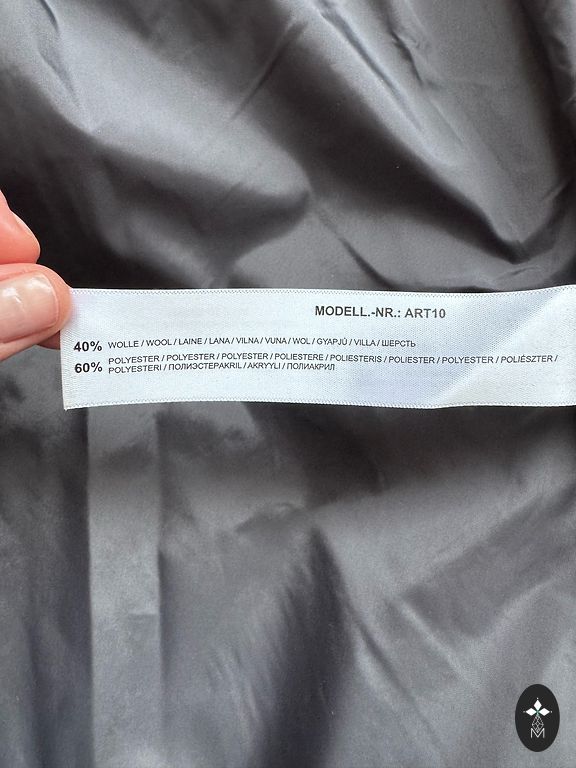 MODELL.-NR.: ART10
40% WOLLE / WOOL / LAINE / LANA / VILNA / VUNA / WOL / GYAPJÚ / VILLA / ШЕРСТЬ
60% POLYESTER / POLYESTER / POLYESTER / POLIESTERE / POLIESTERIS / POLIESTER / POLYESTER / POLIÉSZTER /
POLYESTERI / ПОЛИЭСТЕРAKRIL / AKRYYLI / ПОЛИАКРИЛ
M